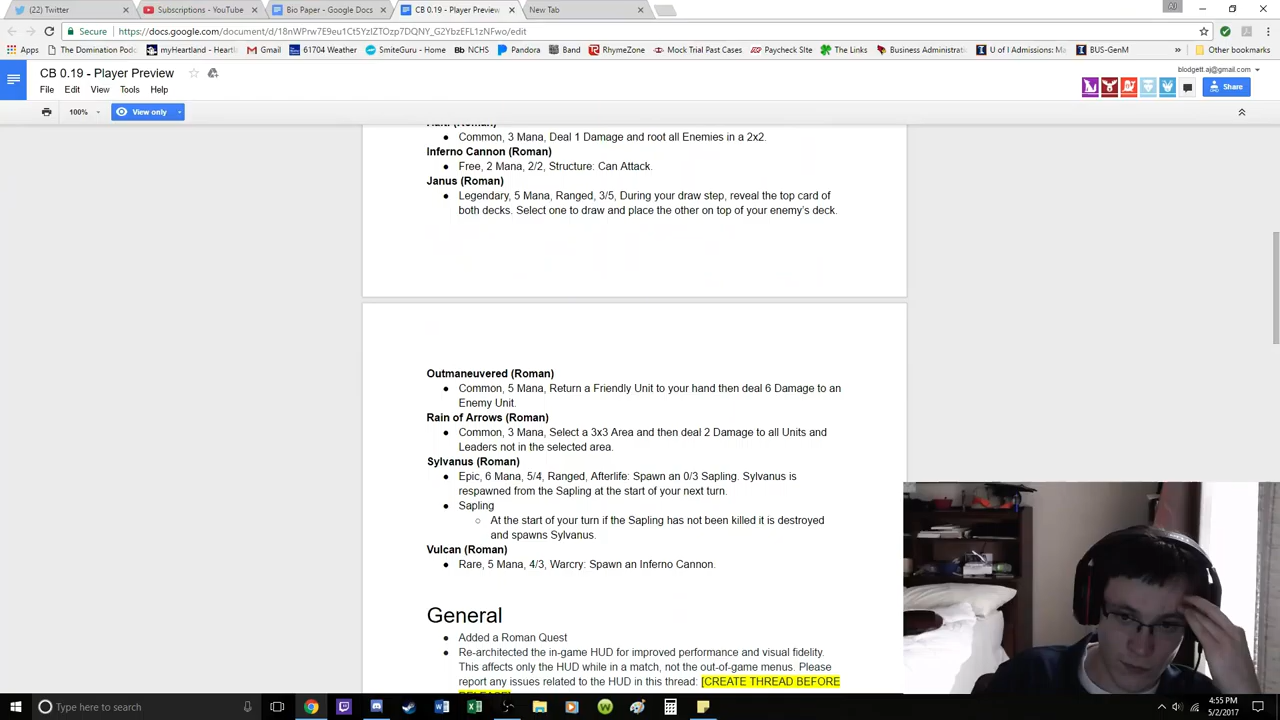 (22) Twitter
Subscriptions - YouTube
Bio Paper - Google Docs
CB 0.19 - Player Preview
New Tab
AJ
Secure
https://docs.google.com/document/d/18nWPrw7E9eu1Ct5YzIZTOzp7DQNY_G2YbzEFL1zNFwo/edit
Apps
The Domination Pod
myHeartland - Heartl
Gmail
61704 Weather
SmiteGuru - Home
Bb NCHS
Pandora
Band
RhymeZone
Mock Trial Past Cases
Paycheck Site
The Links
Business Administrati
U of I Admissions: M
BUS-GenM
Other bookmarks
CB 0.19 - Player Preview
blodgett.aj@gmail.com
File Edit View Tools Help
Share
100%
View only
(Roman)
Common, 3 Mana, Deal 1 Damage and root all Enemies in a 2x2.
Inferno Cannon (Roman)
Free, 2 Mana, 2/2, Structure: Can Attack.
Janus (Roman)
Legendary, 5 Mana, Ranged, 3/5, During your draw step, reveal the top card of
both decks. Select one to draw and place the other on top of your enemy's deck.
Outmaneuvered (Roman)
Common, 5 Mana, Return a Friendly Unit to your hand then deal 6 Damage to an
Enemy Unit.
Rain of Arrows (Roman)
Common, 3 Mana, Select a 3x3 Area and then deal 2 Damage to all Units and
Leaders not in the selected area.
Sylvanus (Roman)
Epic, 6 Mana, 5/4, Ranged, Afterlife: Spawn an 0/3 Sapling. Sylvanus is
respawned from the Sapling at the start of your next turn.
Sapling
At the start of your turn if the Sapling has not been killed it is destroyed
and spawns Sylvanus.
Vulcan (Roman)
Rare, 5 Mana, 4/3, Warcry: Spawn an Inferno Cannon.
General
Added a Roman Quest
Re-architected the in-game HUD for improved performance and visual fidelity.
This affects only the HUD while in a match, not the out-of-game menus. Please
report any issues related to the HUD in this thread: [CREATE THREAD BEFORE
RELEASE]
Type here to search
4:55 PM
5/2/2017